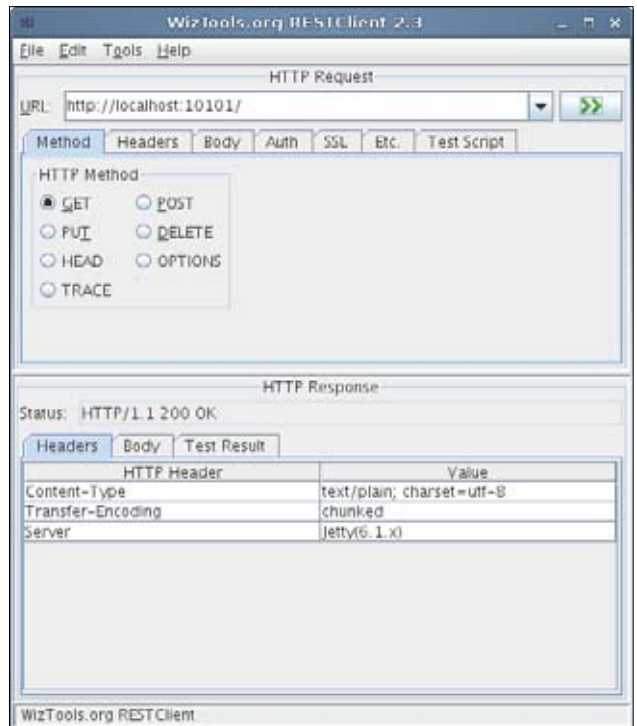 WizTools.org RESTClient 2.3
File Edit Tools Help
HTTP Request
URL: http://localhost:10101/
Method Headers Body Auth SSL Etc. Test Script
HTTP Method
GET POST
PUT DELETE
HEAD OPTIONS
TRACE
HTTP Response
Status: HTTP/1.1 200 OK
Headers Body Test Result
HTTP Header Value
Content-Type text/plain; charset=utf-8
Transfer-Encoding chunked
Server Jetty(6.1.x)
WizTools.org RESTClient